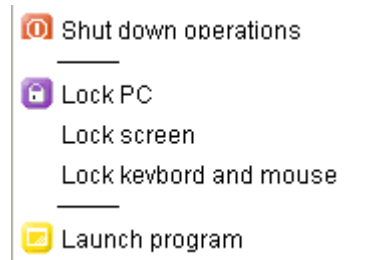 Shut down operations
Lock PC
Lock screen
Lock keybord and mouse
Launch program